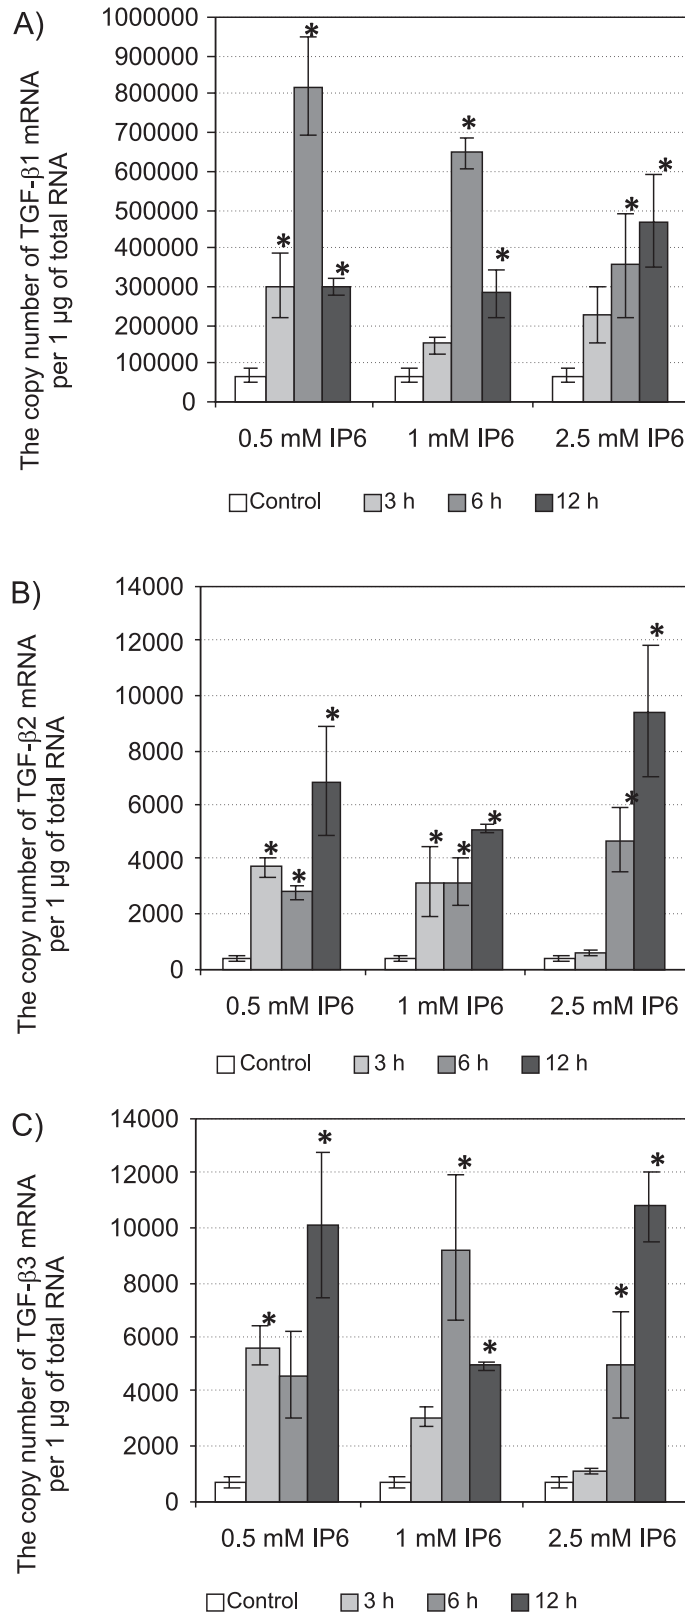 A)
The copy number of TGF-β1 mRNA
per 1 µg of total RNA
1000000
900000
800000
700000
600000
500000
400000
300000
200000
100000
0
* * * * * * *
0.5 mM IP6 1 mM IP6 2.5 mM IP6
Control 3 h 6 h 12 h
B)
The copy number of TGF-β2 mRNA
per 1 µg of total RNA
14000
12000
10000
8000
6000
4000
2000
0
* * * * * * * *
0.5 mM IP6 1 mM IP6 2.5 mM IP6
Control 3 h 6 h 12 h
C)
The copy number of TGF-β3 mRNA
per 1 µg of total RNA
14000
12000
10000
8000
6000
4000
2000
0
* * * * * *
0.5 mM IP6 1 mM IP6 2.5 mM IP6
Control 3 h 6 h 12 h